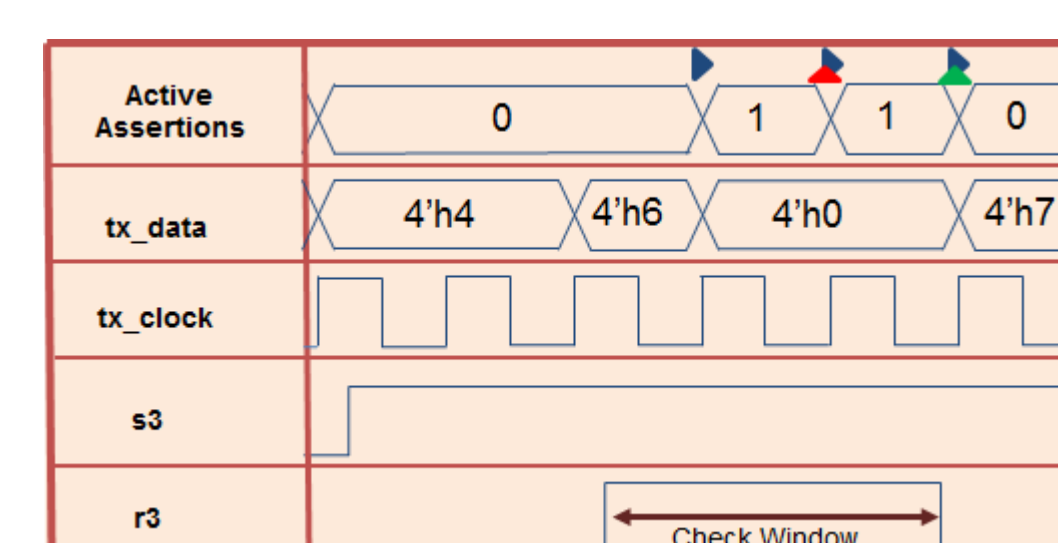 Active
Assertions
0
1
1
0
tx_data
4'h4
4'h6
4'h0
4'h7
tx_clock
s3
r3
Check Window